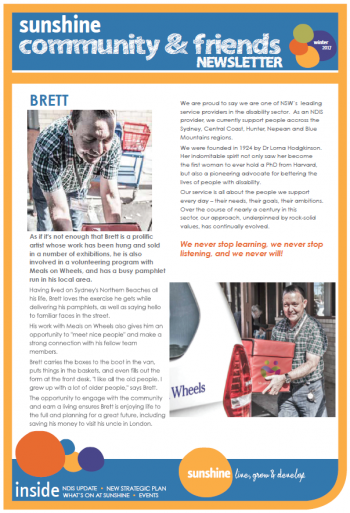 sunshine
community & friends
NEWSLETTER
winter
2017
BRETT
As if it's not enough that Brett is a prolific
artist whose work has been hung and sold
in a number of exhibitions, he is also
involved in a volunteering program with
Meals on Wheels, and has a busy pamphlet
run in his local area.
Having lived on Sydney's Northern Beaches all
his life, Brett loves the exercise he gets while
delivering his pamphlets, as well as saying hello
to familiar faces in the street.
His work with Meals on Wheels also gives him an
opportunity to "meet nice people" and make a
strong connection with his fellow team
members.
Brett carries the boxes to the boot in the van,
puts things in the baskets, and even fills out the
form at the front desk. "I like all the old people. I
grew up with a lot of older people," says Brett.
The opportunity to engage with the community
and earn a living ensures Brett is enjoying life to
the full and planning for a great future, including
saving his money to visit his uncle in London.
We are proud to say we are one of NSW's leading
service providers in the disability sector. As an NDIS
provider, we currently support people accross the
Sydney, Central Coast, Hunter, Nepean and Blue
Mountains regions.
We were founded in 1924 by Dr Lorna Hodgkinson.
Her indomitable spirit not only saw her become
the first woman to ever hold a PhD from Harvard,
but also a pioneering advocate for bettering the
lives of people with disability.
Our service is all about the people we support
every day – their needs, their goals, their ambitions.
Over the course of nearly a century in this
sector, our approach, underpinned by rock-solid
values, has continually evolved.
We never stop learning, we never stop
listening, and we never will!
Wheels
inside
NDIS UPDATE • NEW STRATEGIC PLAN
WHAT'S ON AT SUNSHINE • EVENTS
sunshine
live, grow & develop